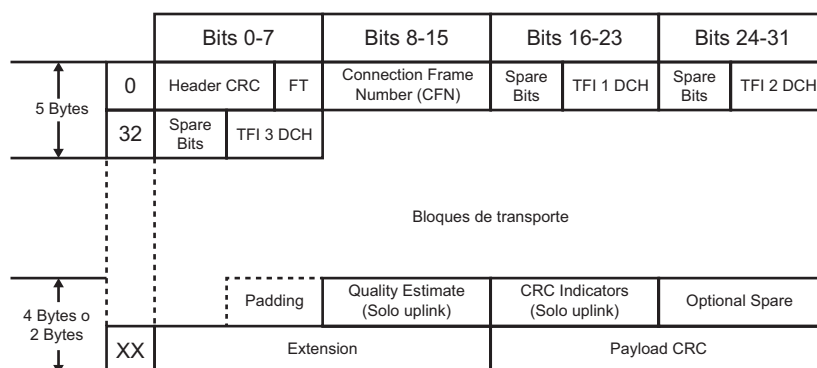 Bits 0-7 Bits 8-15 Bits 16-23 Bits 24-31
5 Bytes
0 Header CRC FT Connection Frame Number (CFN) Spare Bits TFI 1 DCH Spare Bits TFI 2 DCH
32 Spare Bits TFI 3 DCH
Bloques de transporte
4 Bytes o
2 Bytes
Padding Quality Estimate (Solo uplink) CRC Indicators (Solo uplink) Optional Spare
XX Extension Payload CRC